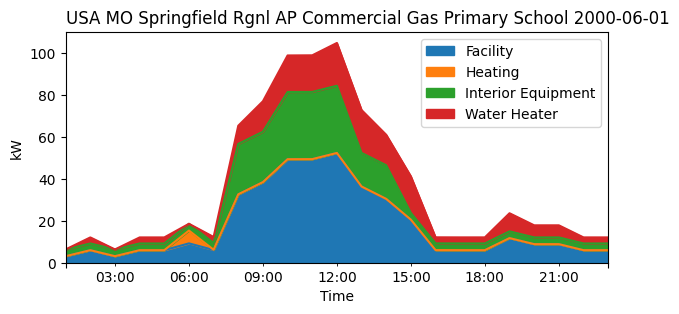 USA MO Springfield Rgnl AP Commercial Gas Primary School 2000-06-01
Facility
Heating
Interior Equipment
Water Heater
100
80
60
40
20
0
kW
03:00 06:00 09:00 12:00 15:00 18:00 21:00
Time